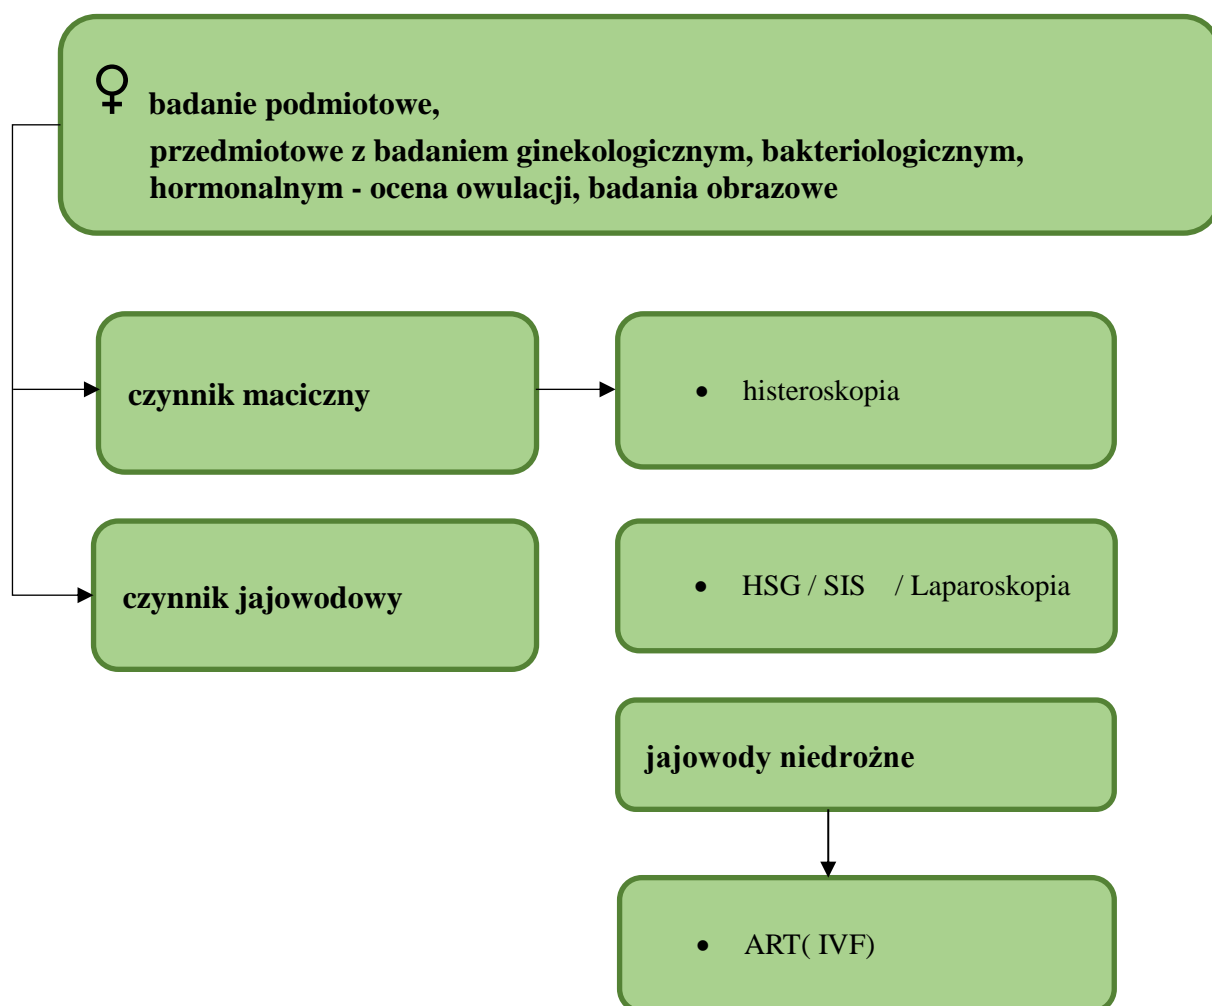 ♀ badanie podmiotowe,
przedmiotowe z badaniem ginekologicznym, bakteriologicznym,
hormonalnym - ocena owulacji, badania obrazowe
czynnik maciczny
• histeroskopia
czynnik jajowodowy
• HSG / SIS / Laparoskopia
jajowody niedrożne
• ART( IVF)